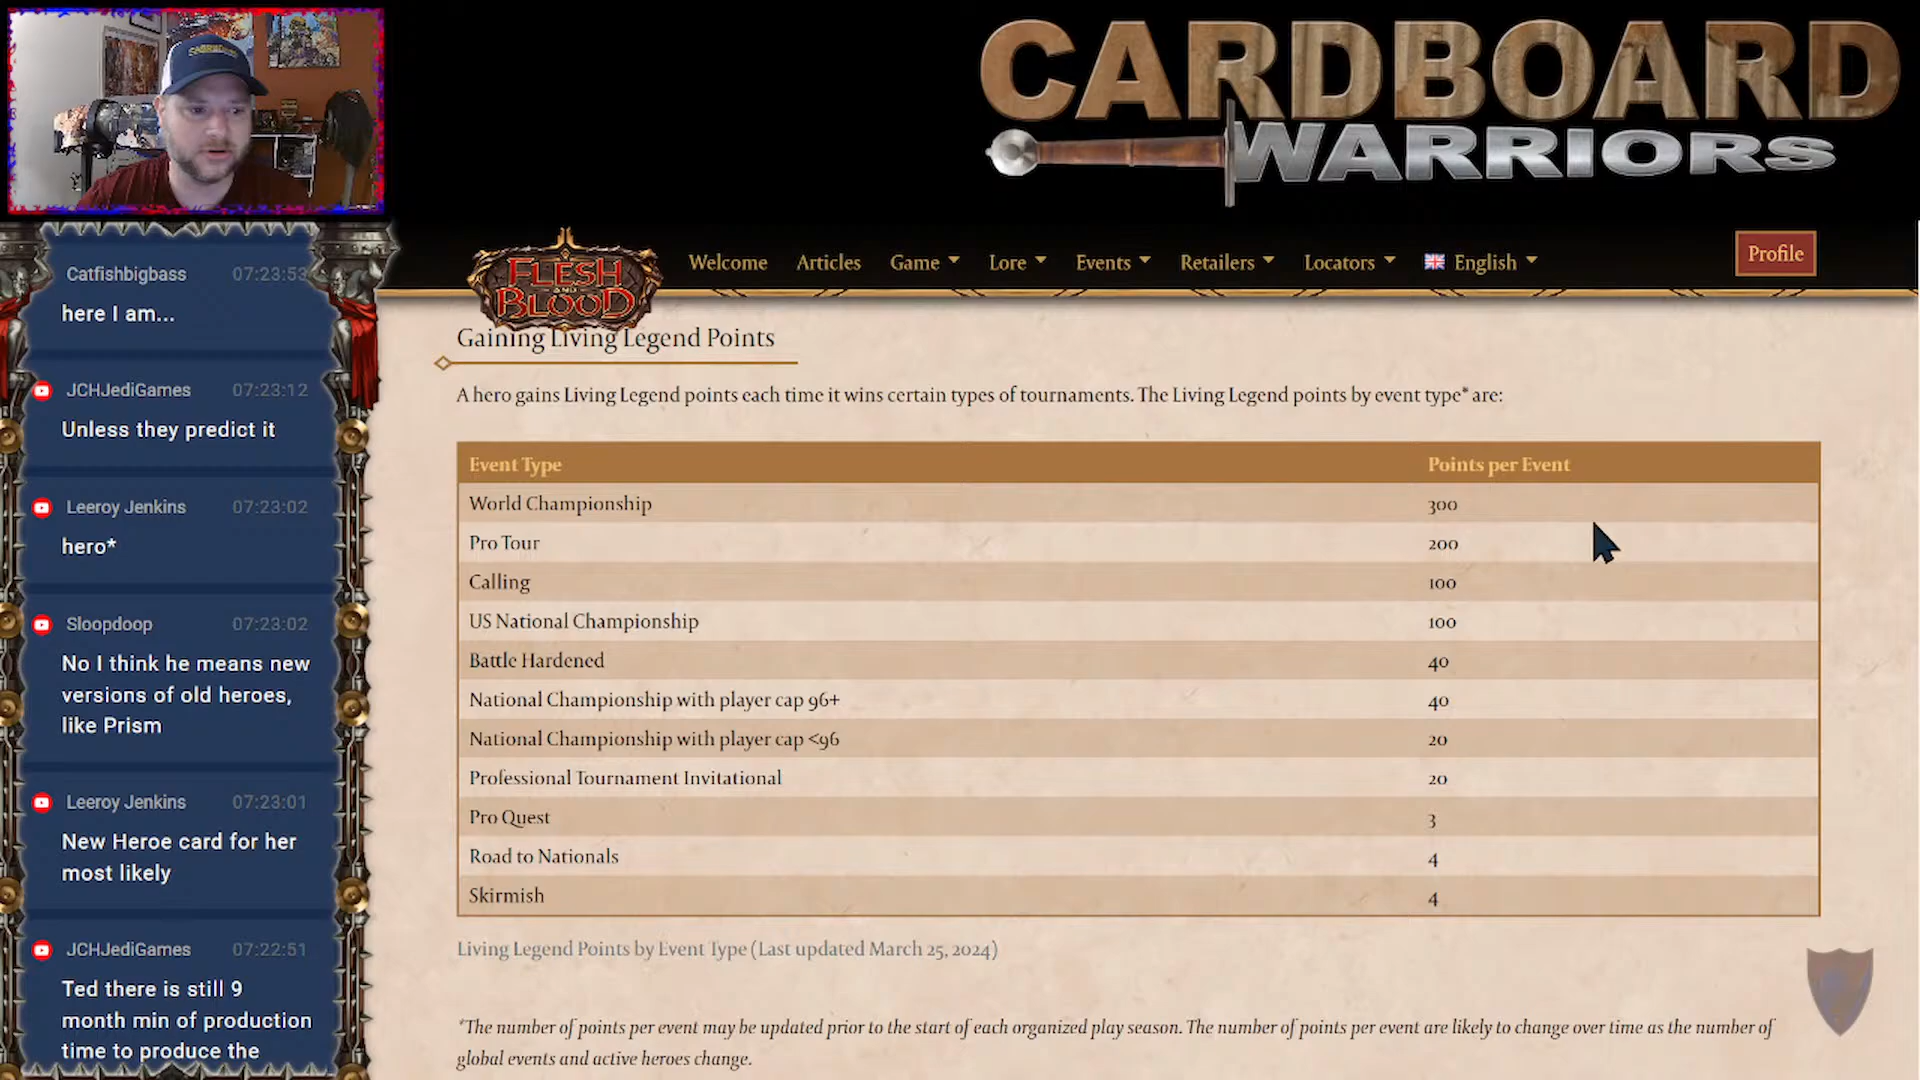 CARDBOARD
WARRIORS
Catfishbigbass 07:23:53
here I am...
JCHJediGames 07:23:12
Unless they predict it
Leeroy Jenkins 07:23:02
hero*
Sloopdoop 07:23:02
No I think he means new
versions of old heroes,
like Prism
Leeroy Jenkins 07:23:01
New Heroe card for her
most likely
JCHJediGames 07:22:51
Ted there is still 9
month min of production
time to produce the
FLESH
AND
BLOOD
Welcome Articles Game Lore Events Retailers Locators English Profile
Gaining Living Legend Points
A hero gains Living Legend points each time it wins certain types of tournaments. The Living Legend points by event type* are:
Event Type Points per Event
World Championship 300
Pro Tour 200
Calling 100
US National Championship 100
Battle Hardened 40
National Championship with player cap 96+ 40
National Championship with player cap <96 20
Professional Tournament Invitational 20
Pro Quest 3
Road to Nationals 4
Skirmish 4
Living Legend Points by Event Type (Last updated March 25, 2024)
*The number of points per event may be updated prior to the start of each organized play season. The number of points per event are likely to change over time as the number of
global events and active heroes change.